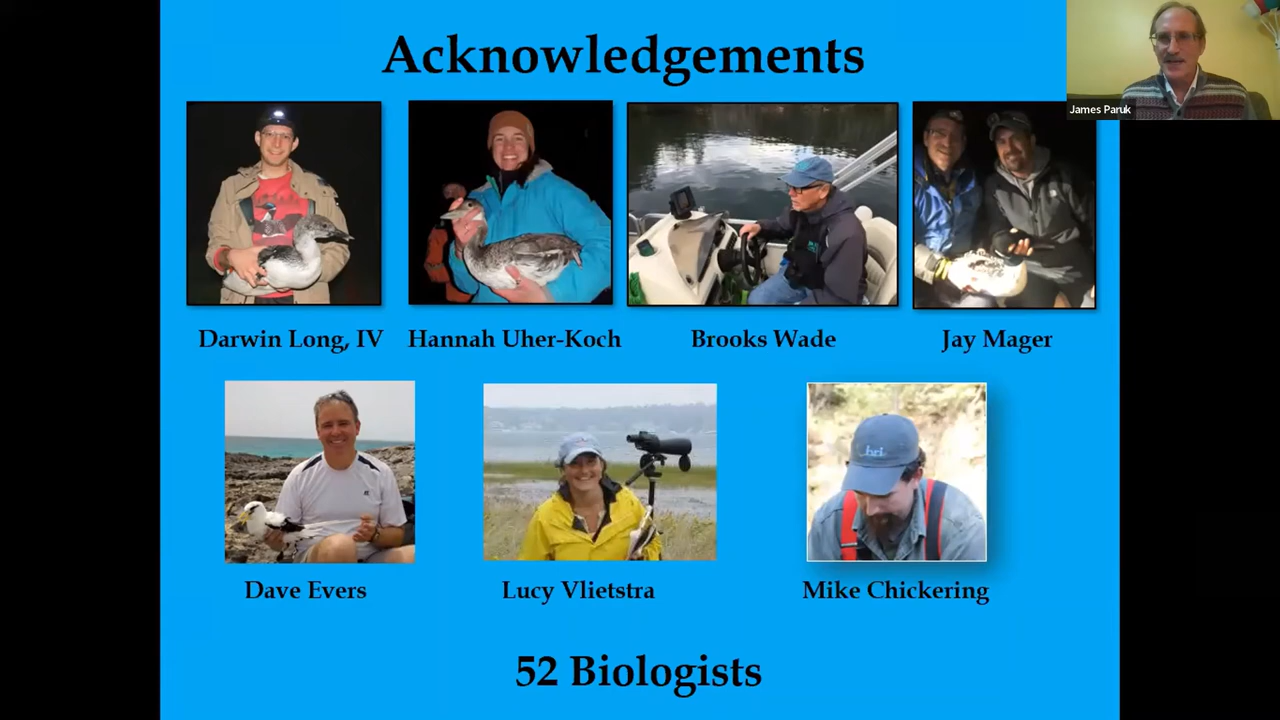 Acknowledgements
James Paruk
Darwin Long, IV
Hannah Uher-Koch
Brooks Wade
Jay Mager
bri
Dave Evers
Lucy Vlietstra
Mike Chickering
52 Biologists